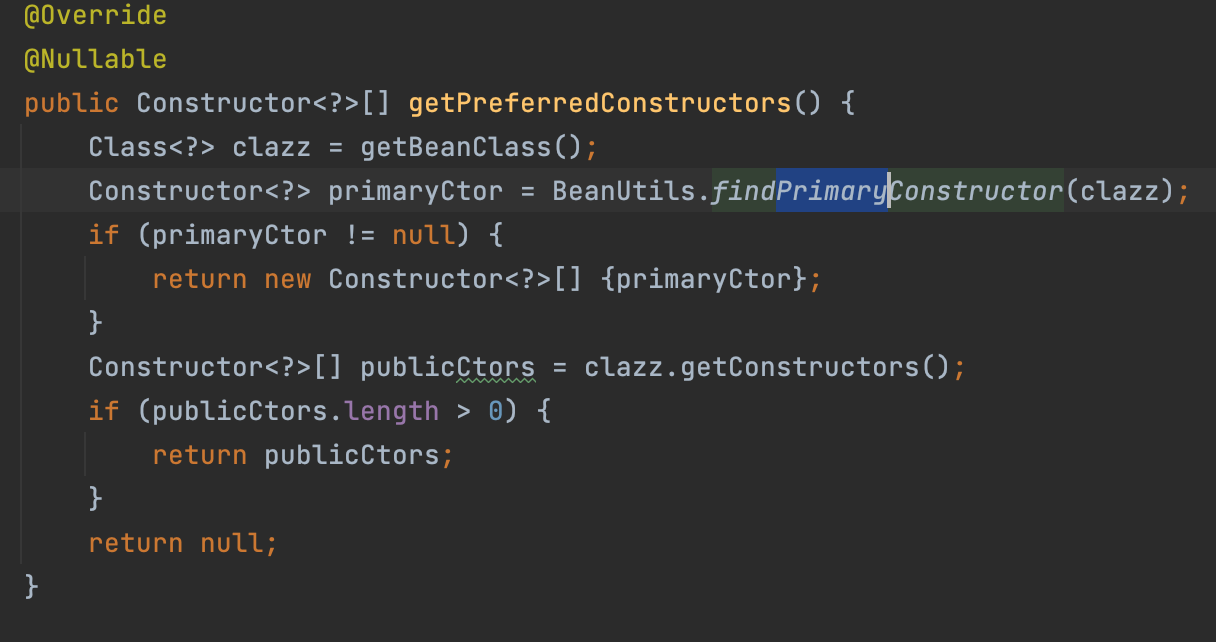 @Override
@Nullable
public Constructor<?>[] getPreferredConstructors() {
    Class<?> clazz = getBeanClass();
    Constructor<?> primaryCtor = BeanUtils.findPrimaryConstructor(clazz);
    if (primaryCtor != null) {
        return new Constructor<?>[] {primaryCtor};
    }
    Constructor<?>[] publicCtors = clazz.getConstructors();
    if (publicCtors.length > 0) {
        return publicCtors;
    }
    return null;
}